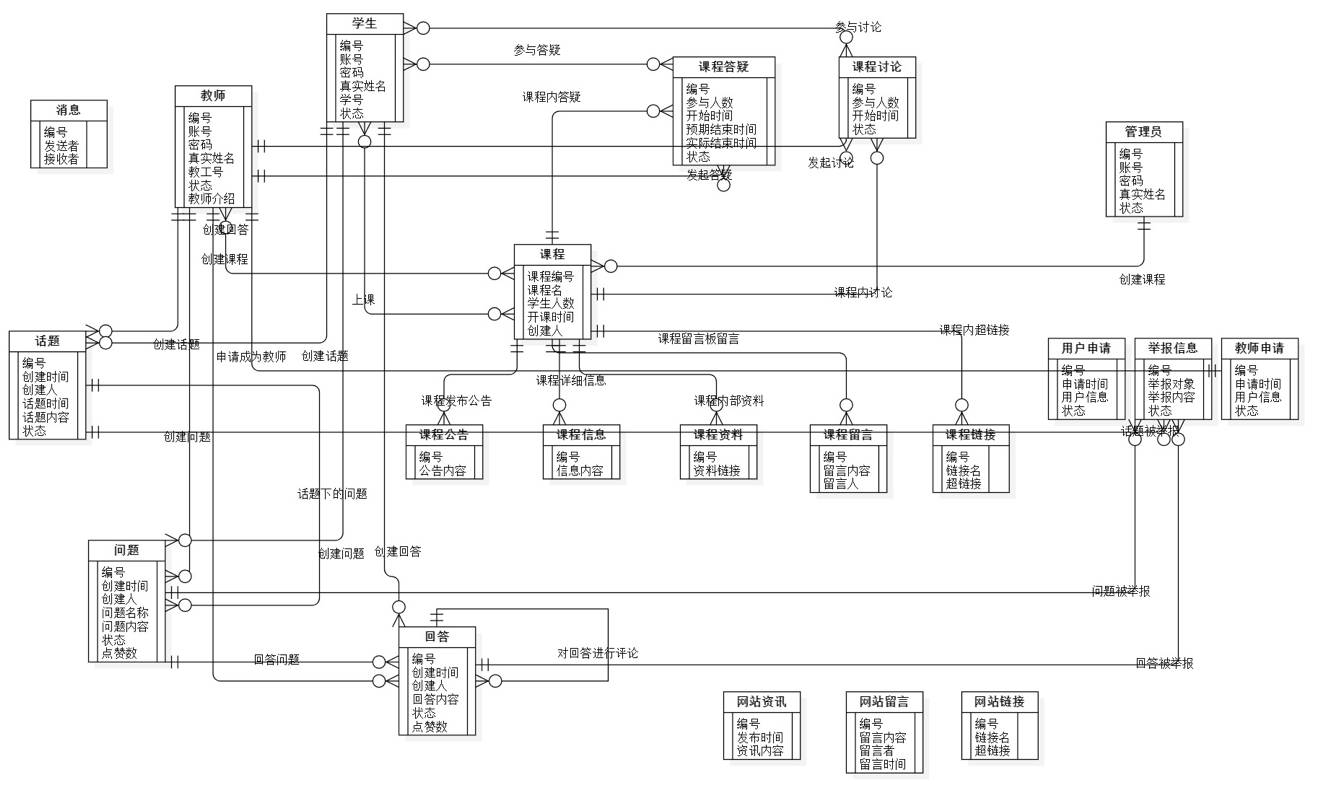 学生
编号
账号
密码
真实姓名
学号
状态
参与讨论
参与答疑
课程答疑
编号
参与人数
开始时间
预期结束时间
实际结束时间
状态
课程讨论
编号
参与人数
开始时间
状态
课程内答疑
教师
编号
账号
密码
真实姓名
教工号
状态
教师介绍
消息
编号
发送者
接收者
管理员
编号
账号
密码
真实姓名
状态
发起讨论
发起答疑
创建回答
创建课程
课程
课程编号
课程名
学生人数
开课时间
创建人
创建课程
上课
课程内讨论
课程留言板留言
课程内超链接
话题
编号
创建时间
创建人
话题时间
话题内容
状态
创建话题
申请成为教师
创建话题
用户申请
编号
申请时间
用户信息
状态
举报信息
编号
举报对象
举报内容
状态
教师申请
编号
申请时间
用户信息
状态
课程详细信息
课程发布公告
课程内部资料
创建问题
课程公告
编号
公告内容
课程信息
编号
信息内容
课程资料
编号
资料链接
课程留言
编号
留言内容
留言人
课程链接
编号
链接名
超链接
话题被举报
话题下的问题
问题
编号
创建时间
创建人
问题名称
问题内容
状态
点赞数
创建问题
创建回答
问题被举报
回答
编号
创建时间
创建人
回答内容
状态
点赞数
回答问题
对回答进行评论
回答被举报
网站资讯
编号
发布时间
资讯内容
网站留言
编号
留言内容
留言者
留言时间
网站链接
编号
链接名
超链接